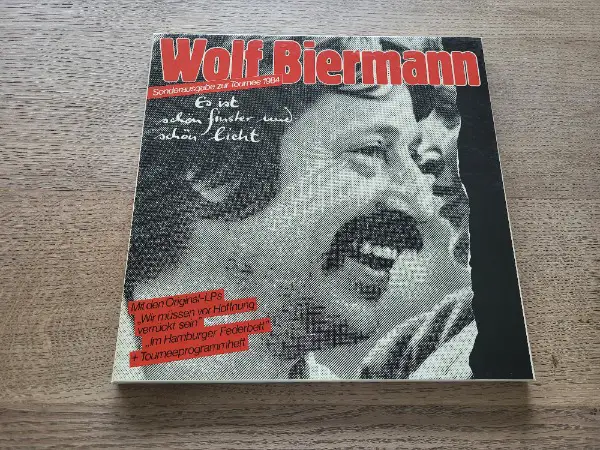 Wolf Biermann
Sonderausgabe zur Tournee 1984
Es ist
schön finster und
schön licht
Mit den Original-LPs
„Wir müssen vor Hoffnung
verrückt sein"
„Im Hamburger Federbett"
+ Tourneeprogrammheft